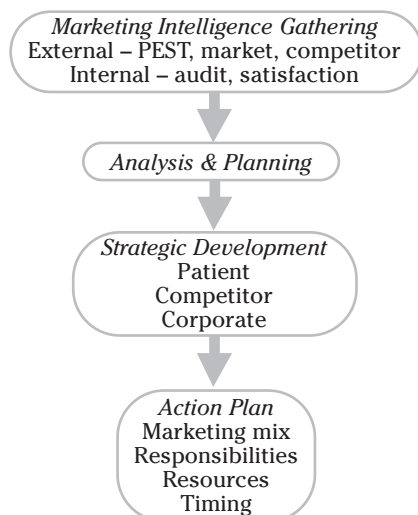 Marketing Intelligence Gathering
External – PEST, market, competitor
Internal – audit, satisfaction
Analysis & Planning
Strategic Development
Patient
Competitor
Corporate
Action Plan
Marketing mix
Responsibilities
Resources
Timing